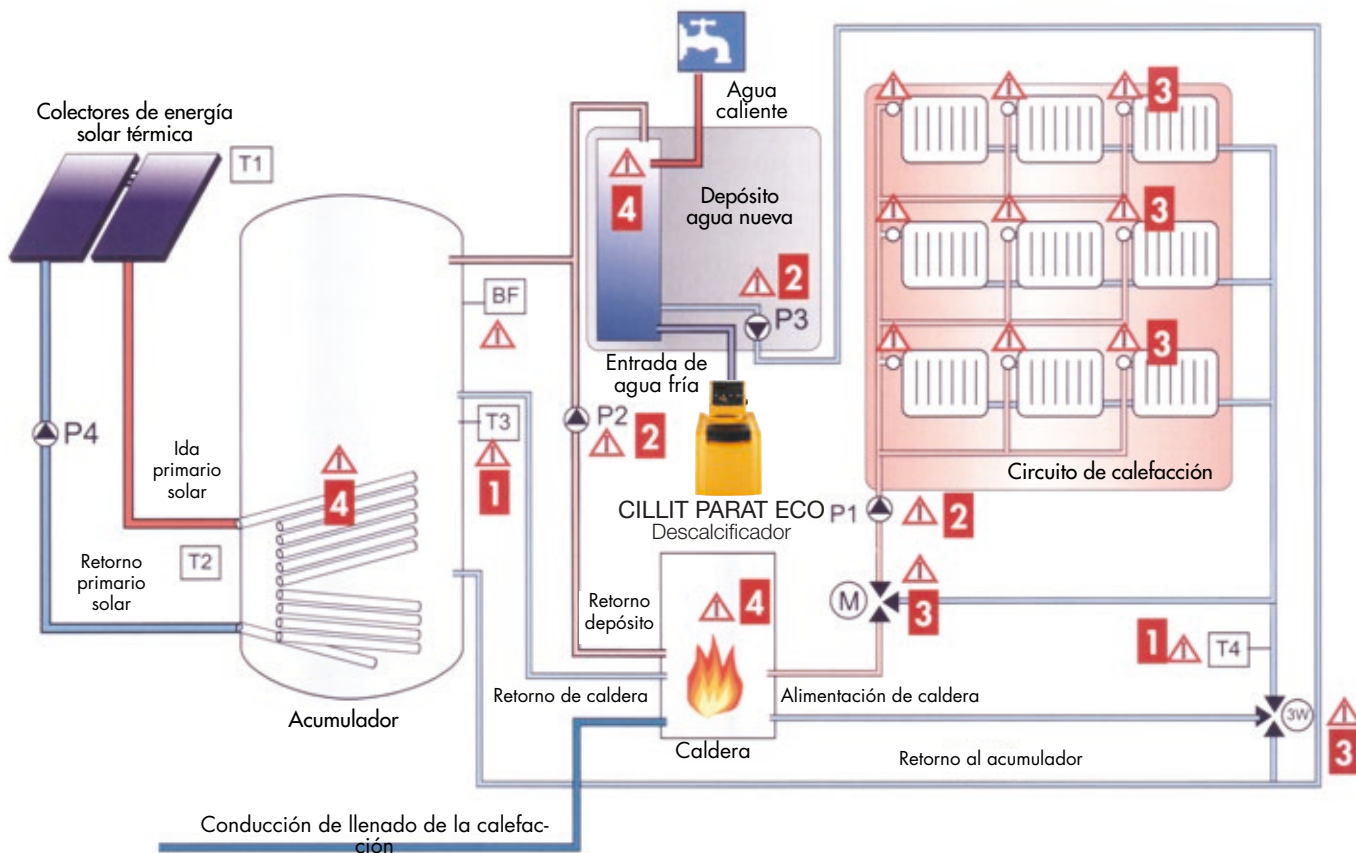 Colectores de energía
solar térmica
T1
Agua
caliente
4
Depósito
agua nueva
2
P3
Entrada de
agua fría
CILLIT PARAT ECO
Descalcificador
3
3
3
Circuito de calefacción
BF
T3
1
P2
2
P4
Ida
primario
solar
4
T2
Retorno
primario
solar
Acumulador
P1
2
M
3
Retorno
depósito
4
Retorno de caldera
Alimentación de caldera
Caldera
1
T4
3W
3
Retorno al acumulador
Conducción de llenado de la calefac-
ción